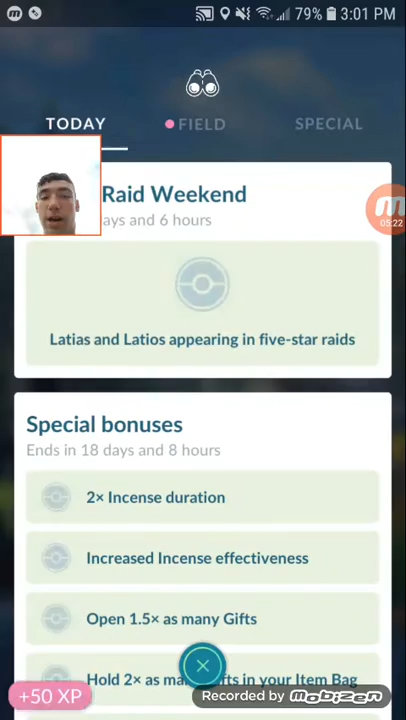 79% 3:01 PM
TODAY
FIELD
SPECIAL
Raid Weekend
ays and 6 hours
05:22
Latias and Latios appearing in five-star raids
Special bonuses
Ends in 18 days and 8 hours
2× Incense duration
Increased Incense effectiveness
Open 1.5× as many Gifts
Hold 2× as ma fts in your Item Bag
+50 XP
Recorded by Mobizen